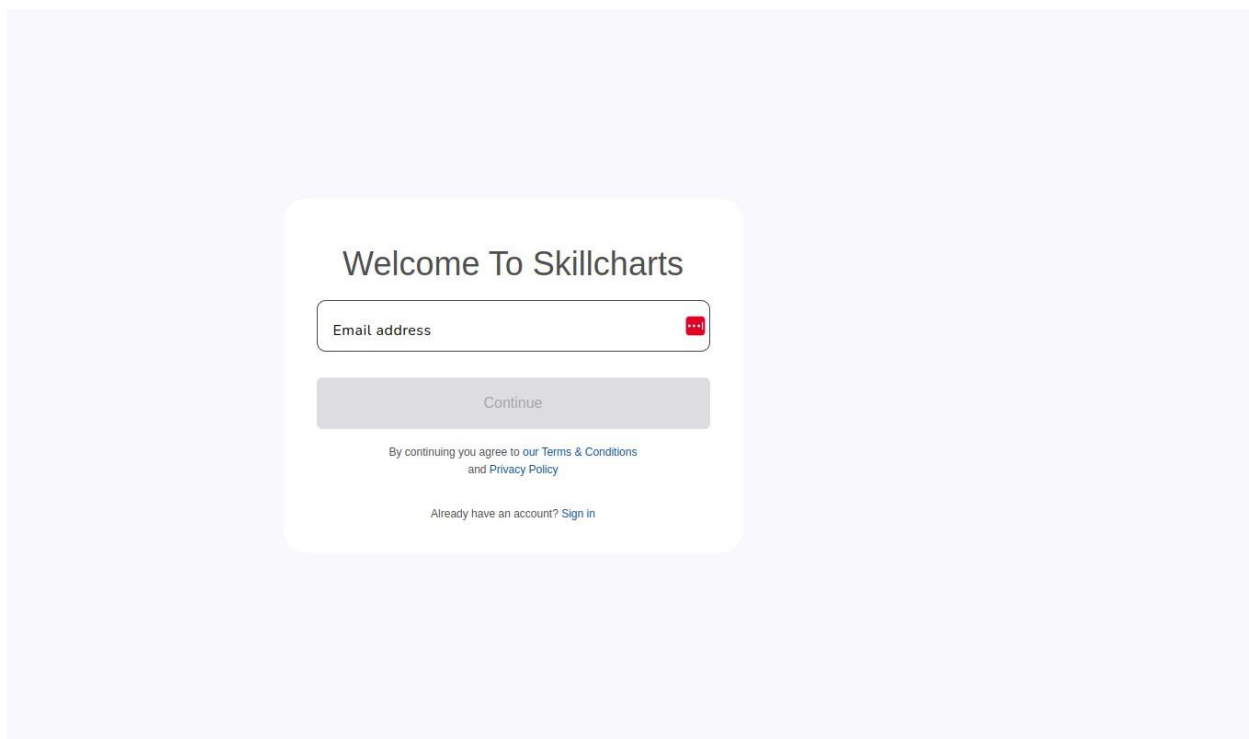 Welcome To Skillcharts
Email address
Continue
By continuing you agree to our Terms & Conditions
and Privacy Policy
Already have an account? Sign in